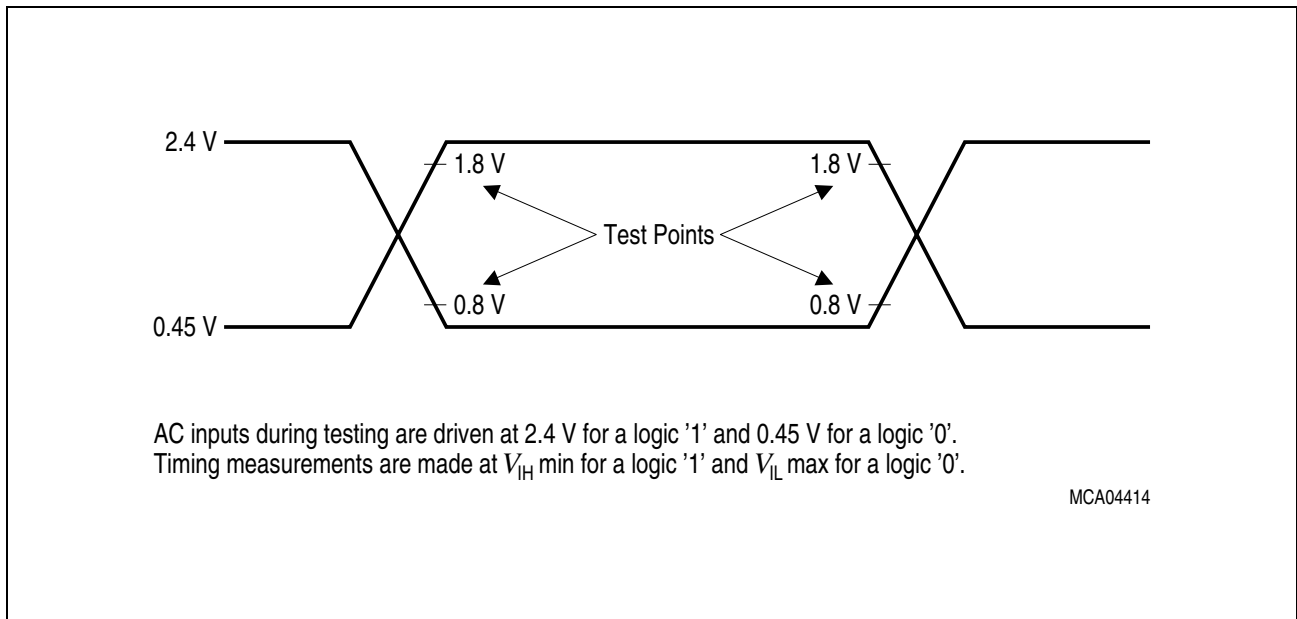 2.4 V
1.8 V
1.8 V
Test Points
0.8 V
0.8 V
0.45 V
AC inputs during testing are driven at 2.4 V for a logic '1' and 0.45 V for a logic '0'.
Timing measurements are made at VIH min for a logic '1' and VIL max for a logic '0'.
MCA04414